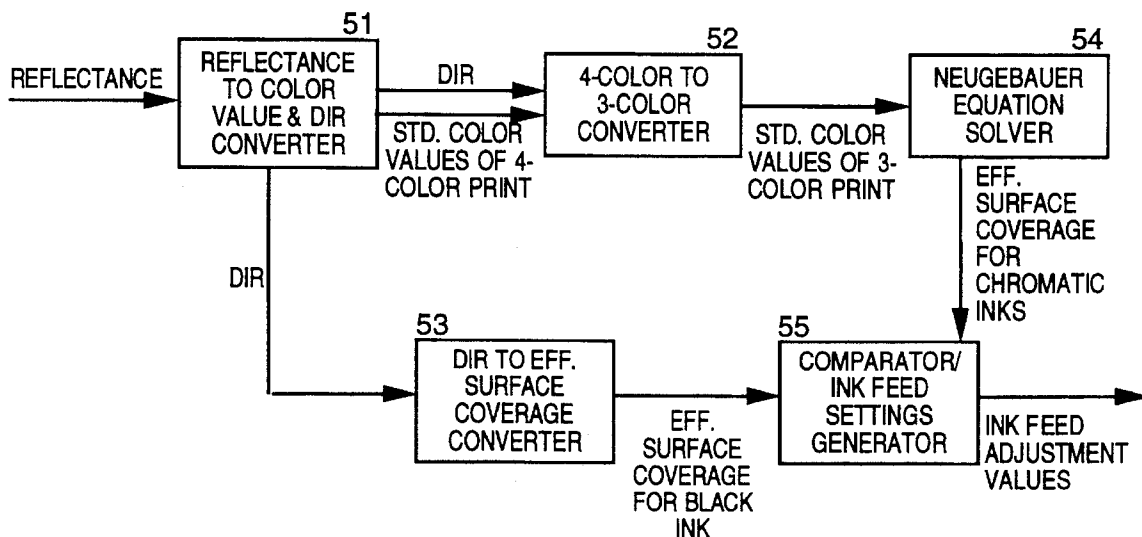 REFLECTANCE
51
REFLECTANCE
TO COLOR
VALUE & DIR
CONVERTER
DIR
STD. COLOR
VALUES OF 4-
COLOR PRINT
52
4-COLOR TO
3-COLOR
CONVERTER
STD. COLOR
VALUES OF 3-
COLOR PRINT
54
NEUGEBAUER
EQUATION
SOLVER
EFF.
SURFACE
COVERAGE
FOR
CHROMATIC
INKS
DIR
53
DIR TO EFF.
SURFACE
COVERAGE
CONVERTER
EFF.
SURFACE
COVERAGE
FOR BLACK
INK
55
COMPARATOR/
INK FEED
SETTINGS
GENERATOR
INK FEED
ADJUSTMENT
VALUES